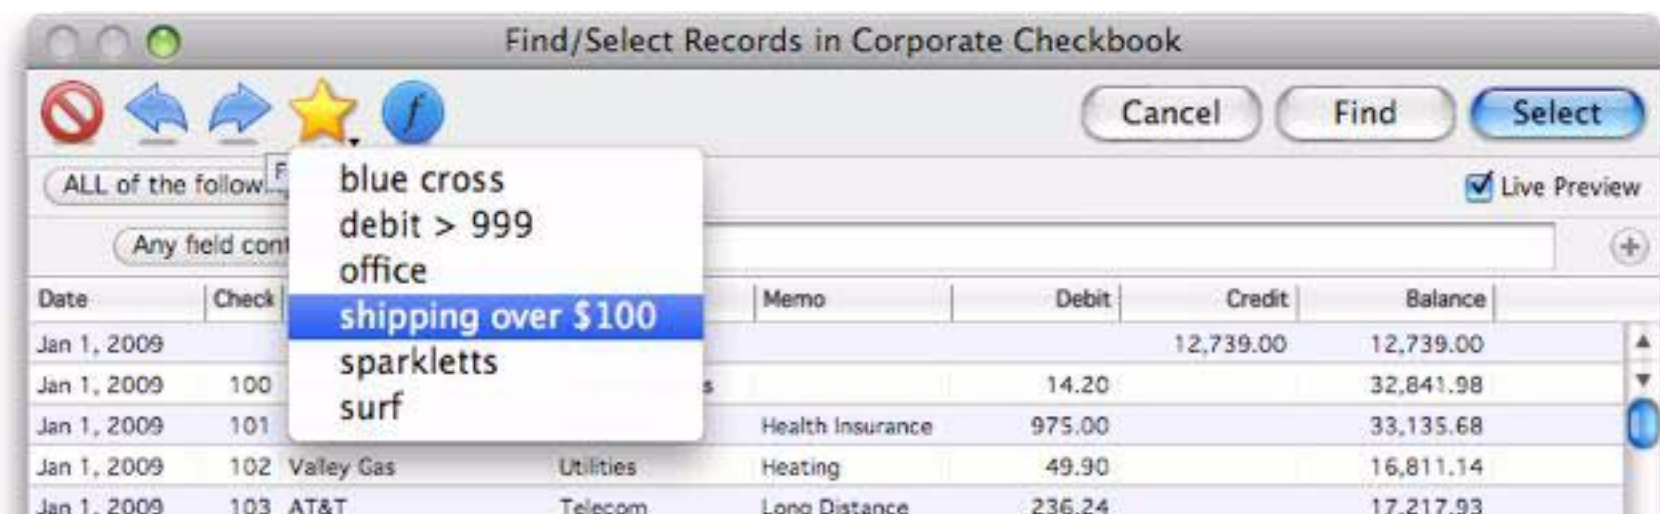 Find/Select Records in Corporate Checkbook
Cancel Find Select
ALL of the follow...
Live Preview
blue cross
debit > 999
office
shipping over $100
sparkletts
surf
Any field cont
Date Check Memo Debit Credit Balance
Jan 1, 2009 12,739.00 12,739.00
Jan 1, 2009 100 s 14.20 32,841.98
Jan 1, 2009 101 Health Insurance 975.00 33,135.68
Jan 1, 2009 102 Valley Gas Utilities Heating 49.90 16,811.14
Jan 1, 2009 103 AT&T Telecom Long Distance 236.24 17,217.93